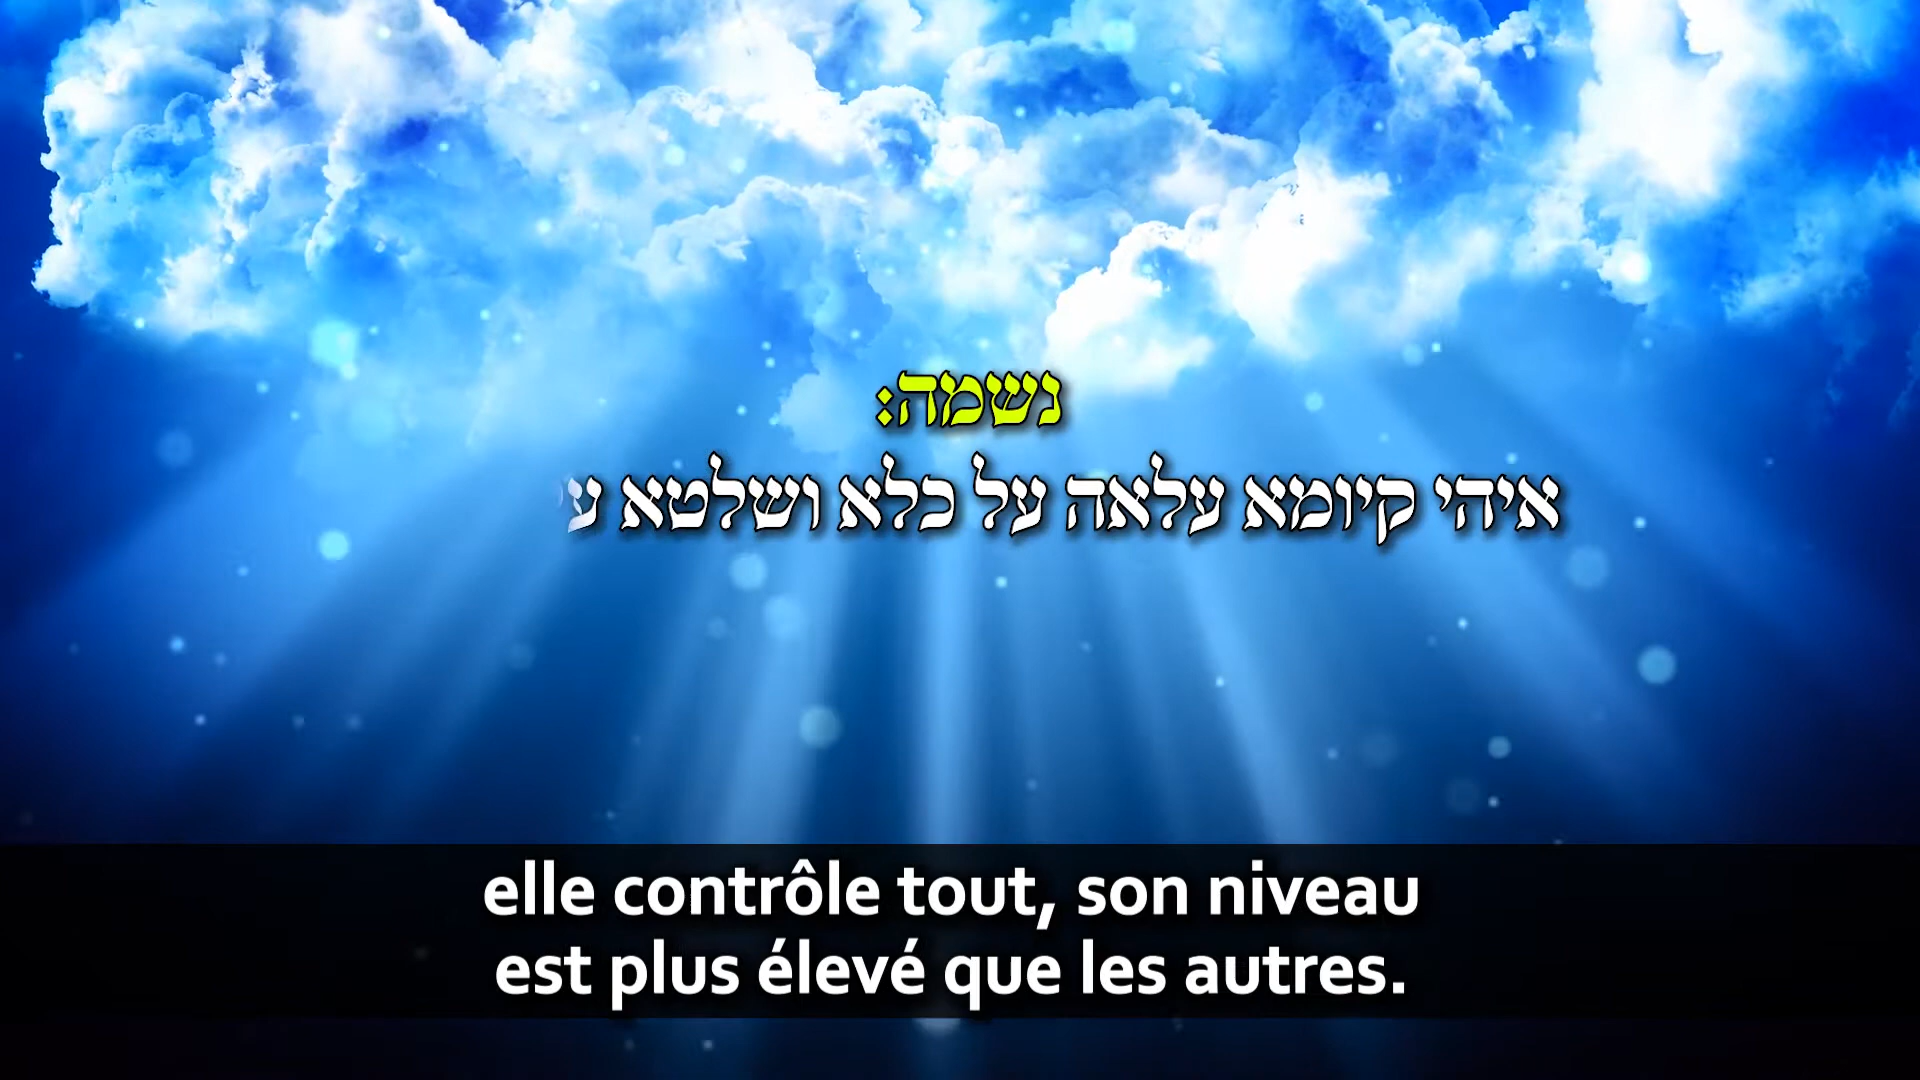 נשמה:
איהי קיומא עלאה על כלא ושלטא
elle contrôle tout, son niveau
est plus élevé que les autres.